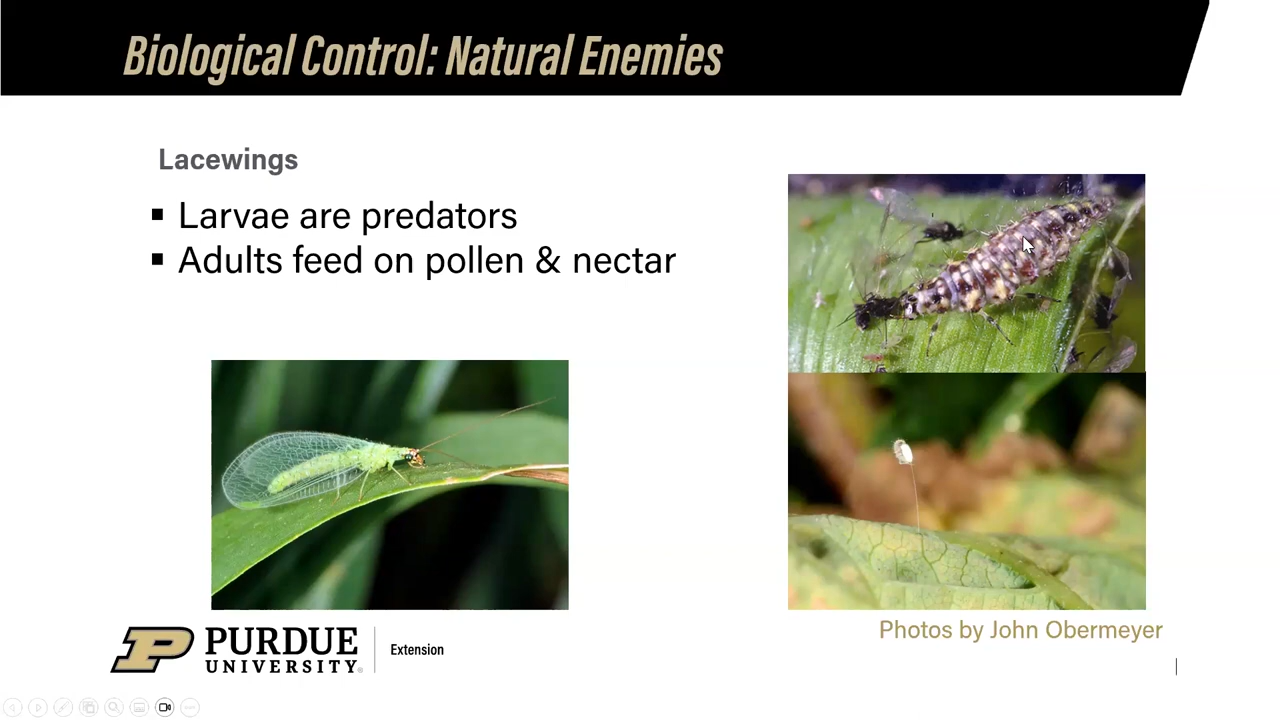 Biological Control: Natural Enemies
Lacewings
▪ Larvae are predators
▪ Adults feed on pollen & nectar
Photos by John Obermeyer
P PURDUE
UNIVERSITY®
Extension